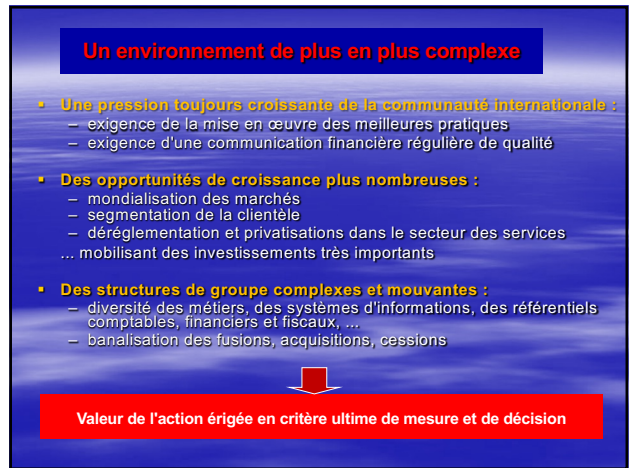 Un environnement de plus en plus complexe
▪ Une pression toujours croissante de la communauté internationale :
– exigence de la mise en œuvre des meilleures pratiques
– exigence d'une communication financière régulière de qualité
▪ Des opportunités de croissance plus nombreuses :
– mondialisation des marchés
– segmentation de la clientèle
– déréglementation et privatisations dans le secteur des services
... mobilisant des investissements très importants
▪ Des structures de groupe complexes et mouvantes :
– diversité des métiers, des systèmes d'informations, des référentiels
comptables, financiers et fiscaux, ...
– banalisation des fusions, acquisitions, cessions
Valeur de l'action érigée en critère ultime de mesure et de décision